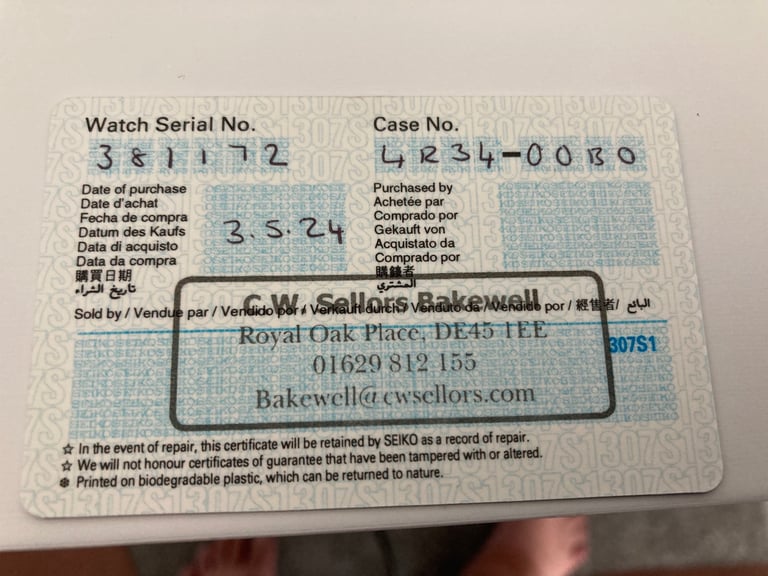 Watch Serial No.
381172
Case No.
4R34-00B0
Date of purchase
Date d'achat
Fecha de compra
Datum des Kaufs
Data di acquisto
Data da compra
購買日期
تاريخ الشراء
3.5.24
Purchased by
Achetée par
Comprado por
Gekauft von
Acquistato da
Comprado por
購錶者
المشتري
Sold by / Vendue par / Vendido por / Verkauft durch / Venduto da / Vendido por / 經售者/ البائع
C.W. Sellors Bakewell
Royal Oak Place, DE45 1EE
01629 812 155
Bakewell@cwsellors.com
307S1
☆ In the event of repair, this certificate will be retained by SEIKO as a record of repair.
☆ We will not honour certificates of guarantee that have been tampered with or altered.
❄ Printed on biodegradable plastic, which can be returned to nature.